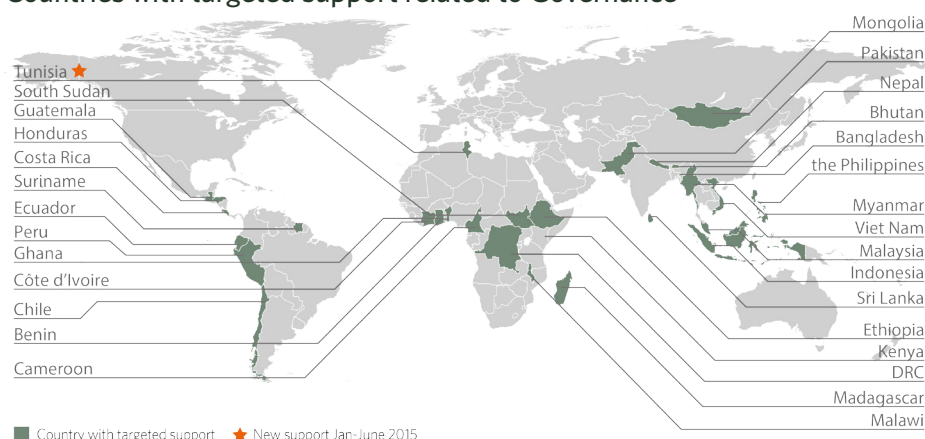 Countries with targeted support related to Governance
Tunisia
South Sudan
Guatemala
Honduras
Costa Rica
Suriname
Ecuador
Peru
Ghana
Côte d'Ivoire
Chile
Benin
Cameroon
Mongolia
Pakistan
Nepal
Bhutan
Bangladesh
the Philippines
Myanmar
Viet Nam
Malaysia
Indonesia
Sri Lanka
Ethiopia
Kenya
DRC
Madagascar
Malawi
Country with targeted support
New support Jan-June 2015